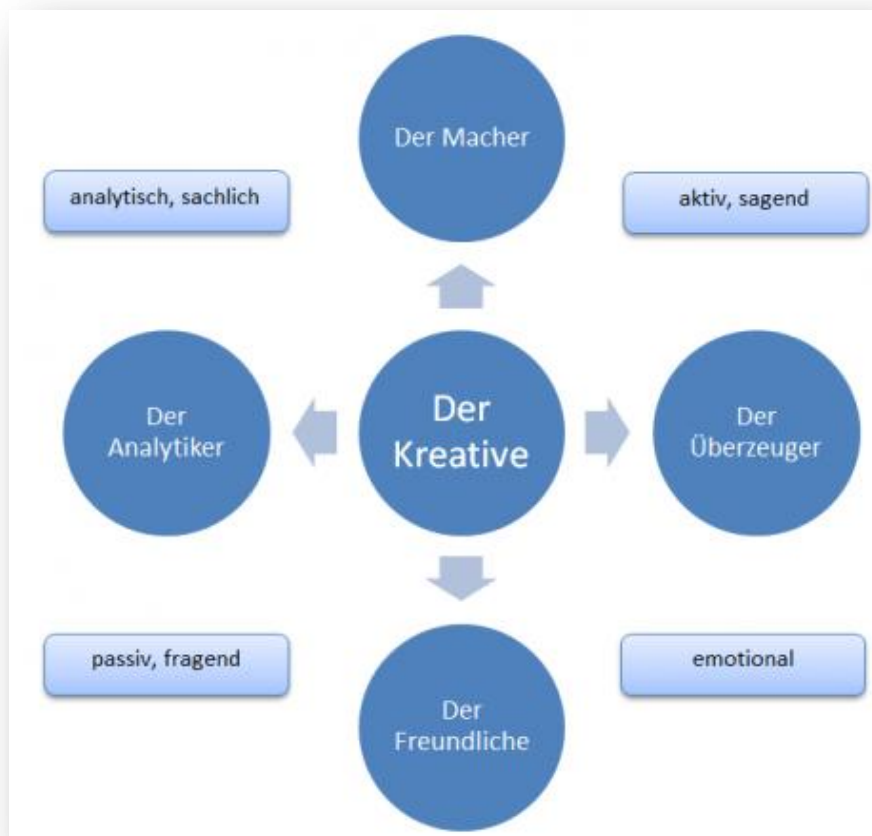 Der Macher
analytisch, sachlich
aktiv, sagend
Der
Analytiker
Der
Kreative
Der
Überzeuger
passiv, fragend
emotional
Der
Freundliche